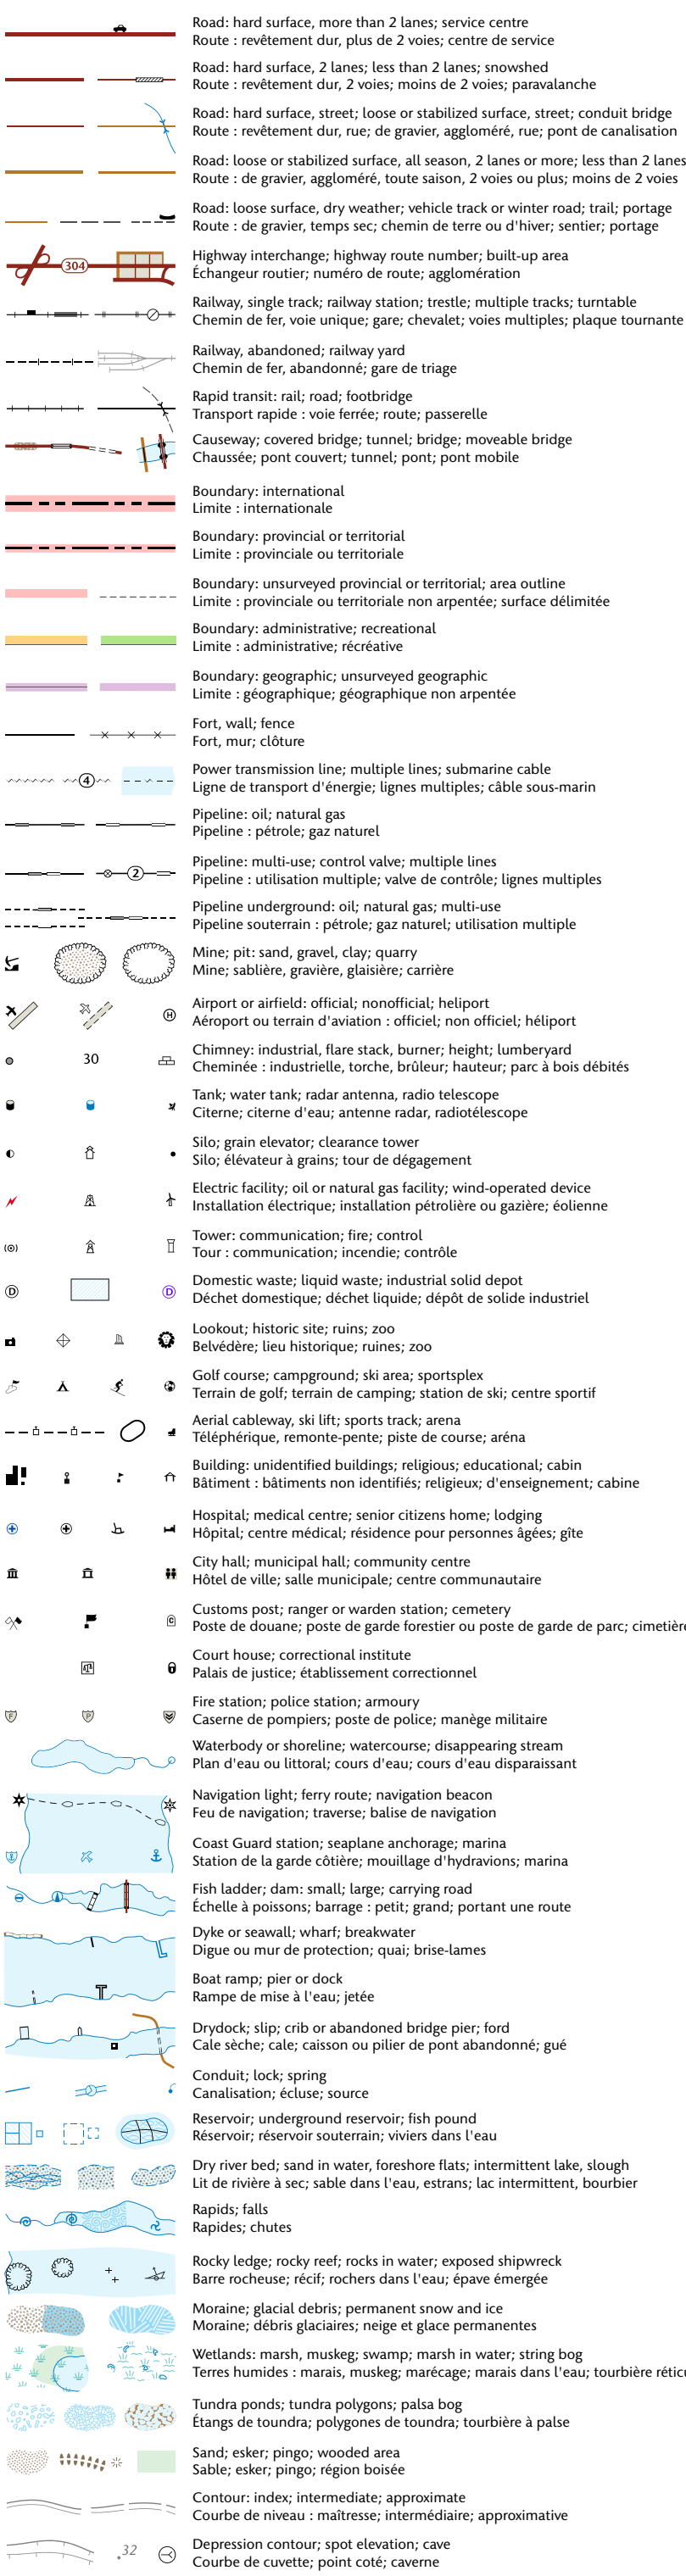 Road: hard surface, more than 2 lanes; service centre
Route : revêtement dur, plus de 2 voies; centre de service
Road: hard surface, 2 lanes; less than 2 lanes; snowshed
Route : revêtement dur, 2 voies; moins de 2 voies; paravalanche
Road: hard surface, street; loose or stabilized surface, street; conduit bridge
Route : revêtement dur, rue; de gravier, aggloméré, rue; pont de canalisation
Road: loose or stabilized surface, all season, 2 lanes or more; less than 2 lanes
Route : de gravier, aggloméré, toute saison, 2 voies ou plus; moins de 2 voies
Road: loose surface, dry weather; vehicle track or winter road; trail; portage
Route : de gravier, temps sec; chemin de terre ou d'hiver; sentier; portage
304
Highway interchange; highway route number; built-up area
Échangeur routier; numéro de route; agglomération
Railway, single track; railway station; trestle; multiple tracks; turntable
Chemin de fer, voie unique; gare; chevalet; voies multiples; plaque tournante
Railway, abandoned; railway yard
Chemin de fer, abandonné; gare de triage
Rapid transit: rail; road; footbridge
Transport rapide : voie ferrée; route; passerelle
Causeway; covered bridge; tunnel; bridge; moveable bridge
Chaussée; pont couvert; tunnel; pont; pont mobile
Boundary: international
Limite : internationale
Boundary: provincial or territorial
Limite : provinciale ou territoriale
Boundary: unsurveyed provincial or territorial; area outline
Limite : provinciale ou territoriale non arpentée; surface délimitée
Boundary: administrative; recreational
Limite : administrative; récréative
Boundary: geographic; unsurveyed geographic
Limite : géographique; géographique non arpentée
Fort, wall; fence
Fort, mur; clôture
4
Power transmission line; multiple lines; submarine cable
Ligne de transport d'énergie; lignes multiples; câble sous-marin
Pipeline: oil; natural gas
Pipeline : pétrole; gaz naturel
2
Pipeline: multi-use; control valve; multiple lines
Pipeline : utilisation multiple; valve de contrôle; lignes multiples
Pipeline underground: oil; natural gas; multi-use
Pipeline souterrain : pétrole; gaz naturel; utilisation multiple
Mine; pit: sand, gravel, clay; quarry
Mine; sablière, gravière, glaisière; carrière
H
Airport or airfield: official; nonofficial; heliport
Aéroport ou terrain d'aviation : officiel; non officiel; héliport
30
Chimney: industrial, flare stack, burner; height; lumberyard
Cheminée : industrielle, torche, brûleur; hauteur; parc à bois débités
Tank; water tank; radar antenna, radio telescope
Citerne; citerne d'eau; antenne radar, radiotélescope
Silo; grain elevator; clearance tower
Silo; élévateur à grains; tour de dégagement
Electric facility; oil or natural gas facility; wind-operated device
Installation électrique; installation pétrolière ou gazière; éolienne
Tower: communication; fire; control
Tour : communication; incendie; contrôle
D D
Domestic waste; liquid waste; industrial solid depot
Déchet domestique; déchet liquide; dépôt de solide industriel
Lookout; historic site; ruins; zoo
Belvédère; lieu historique; ruines; zoo
Golf course; campground; ski area; sportsplex
Terrain de golf; terrain de camping; station de ski; centre sportif
Aerial cableway, ski lift; sports track; arena
Téléphérique, remonte-pente; piste de course; aréna
Building: unidentified buildings; religious; educational; cabin
Bâtiment : bâtiments non identifiés; religieux; d'enseignement; cabine
Hospital; medical centre; senior citizens home; lodging
Hôpital; centre médical; résidence pour personnes âgées; gîte
City hall; municipal hall; community centre
Hôtel de ville; salle municipale; centre communautaire
C
Customs post; ranger or warden station; cemetery
Poste de douane; poste de garde forestier ou poste de garde de parc; cimetière
Court house; correctional institute
Palais de justice; établissement correctionnel
F P
Fire station; police station; armoury
Caserne de pompiers; poste de police; manège militaire
Waterbody or shoreline; watercourse; disappearing stream
Plan d'eau ou littoral; cours d'eau; cours d'eau disparaissant
Navigation light; ferry route; navigation beacon
Feu de navigation; traverse; balise de navigation
Coast Guard station; seaplane anchorage; marina
Station de la garde côtière; mouillage d'hydravions; marina
Fish ladder; dam: small; large; carrying road
Échelle à poissons; barrage : petit; grand; portant une route
Dyke or seawall; wharf; breakwater
Digue ou mur de protection; quai; brise-lames
Boat ramp; pier or dock
Rampe de mise à l'eau; jetée
Drydock; slip; crib or abandoned bridge pier; ford
Cale sèche; cale; caisson ou pilier de pont abandonné; gué
Conduit; lock; spring
Canalisation; écluse; source
Reservoir; underground reservoir; fish pound
Réservoir; réservoir souterrain; viviers dans l'eau
Dry river bed; sand in water, foreshore flats; intermittent lake, slough
Lit de rivière à sec; sable dans l'eau, estrans; lac intermittent, bourbier
Rapids; falls
Rapides; chutes
Rocky ledge; rocky reef; rocks in water; exposed shipwreck
Barre rocheuse; récif; rochers dans l'eau; épave émergée
Moraine; glacial debris; permanent snow and ice
Moraine; débris glaciaires; neige et glace permanentes
Wetlands: marsh, muskeg; swamp; marsh in water; string bog
Terres humides : marais, muskeg; marécage; marais dans l'eau; tourbière
Tundra ponds; tundra polygons; palsa bog
Étangs de toundra; polygones de toundra; tourbière à palse
Sand; esker; pingo; wooded area
Sable; esker; pingo; région boisée
Contour: index; intermediate; approximate
Courbe de niveau : maîtresse; intermédiaire; approximative
.32
Depression contour; spot elevation; cave
Courbe de cuvette; point coté; caverne